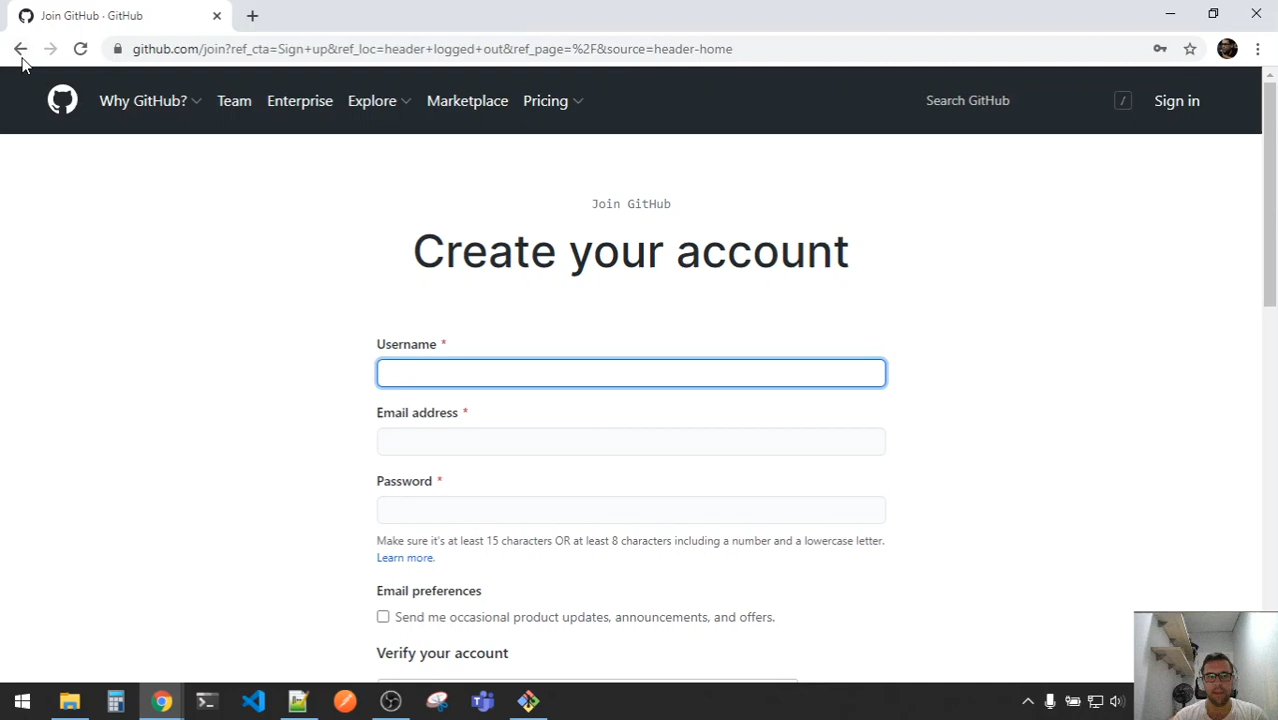 Join GitHub · GitHub
github.com/join?ref_cta=Sign+up&ref_loc=header+logged+out&ref_page=%2F&source=header-home
Why GitHub? Team Enterprise Explore Marketplace Pricing Search GitHub / Sign in
Join GitHub
Create your account
Username *
Email address *
Password *
Make sure it's at least 15 characters OR at least 8 characters including a number and a lowercase letter.
Learn more.
Email preferences
Send me occasional product updates, announcements, and offers.
Verify your account